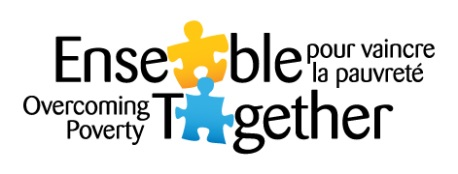 Ensemble pour vaincre
la pauvreté
Overcoming
Poverty Together